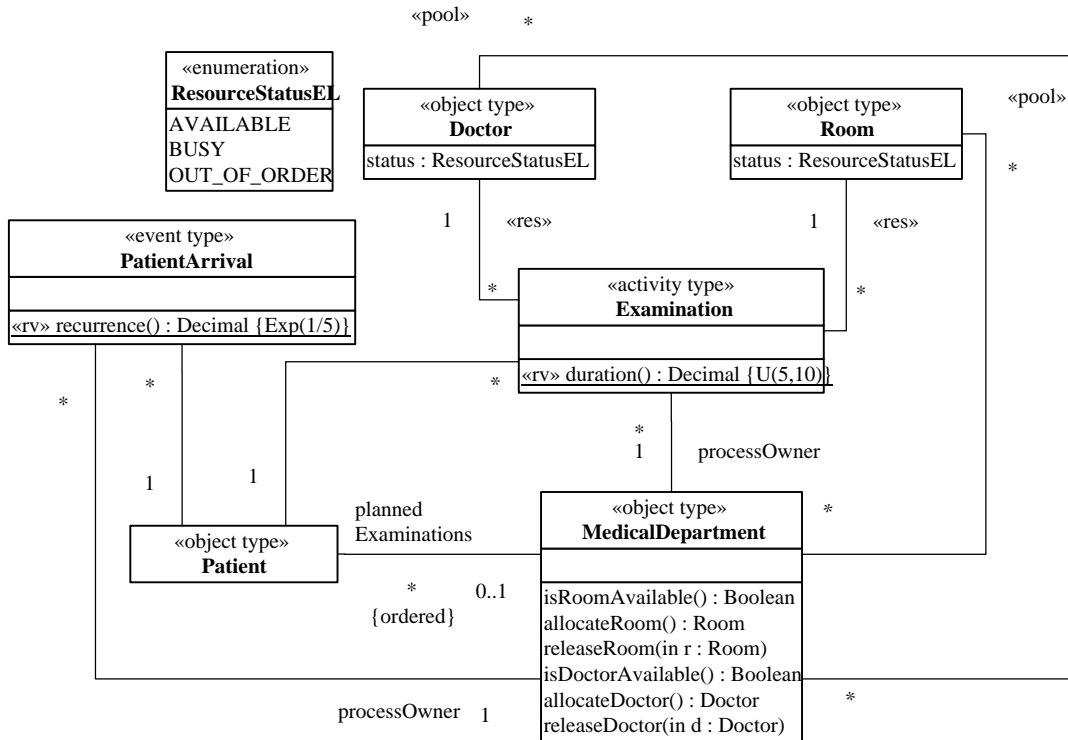 «pool»
*
«enumeration»
ResourceStatusEL
AVAILABLE
BUSY
OUT_OF_ORDER
«object type»
Doctor
status : ResourceStatusEL
«object type»
Room
status : ResourceStatusEL
«pool»
*
1
«res»
*
1
«res»
*
«event type»
PatientArrival
«rv» recurrence() : Decimal {Exp(1/5)}
«activity type»
Examination
«rv» duration() : Decimal {U(5,10)}
*
*
*
*
1
processOwner
1
1
planned
Examinations
*
{ordered}
0..1
«object type»
Patient
«object type»
MedicalDepartment
isRoomAvailable() : Boolean
allocateRoom() : Room
releaseRoom(in r : Room)
isDoctorAvailable() : Boolean
allocateDoctor() : Doctor
releaseDoctor(in d : Doctor)
*
*
processOwner
1